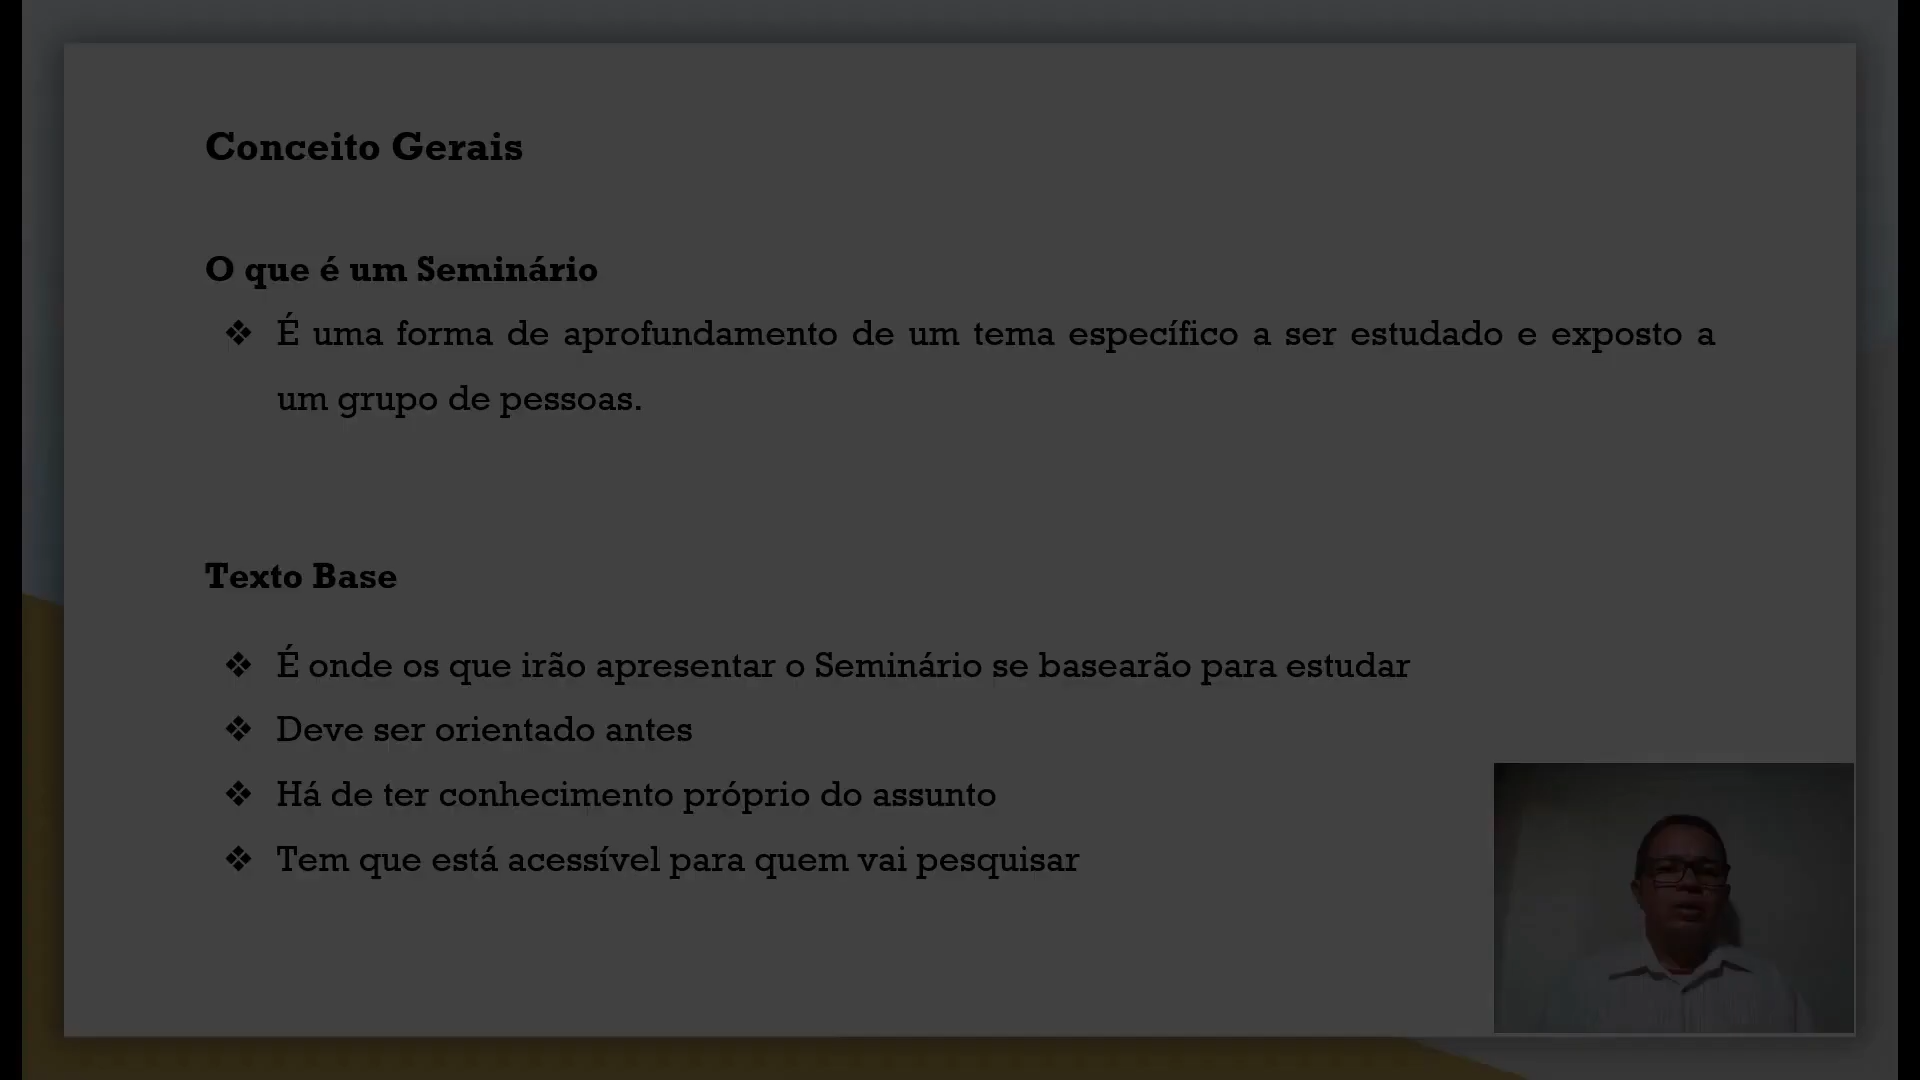 Conceito Gerais
O que é um Seminário
❖ É uma forma de aprofundamento de um tema específico a ser estudado e exposto a
um grupo de pessoas.
Texto Base
❖ É onde os que irão apresentar o Seminário se basearão para estudar
❖ Deve ser orientado antes
❖ Há de ter conhecimento próprio do assunto
❖ Tem que está acessível para quem vai pesquisar